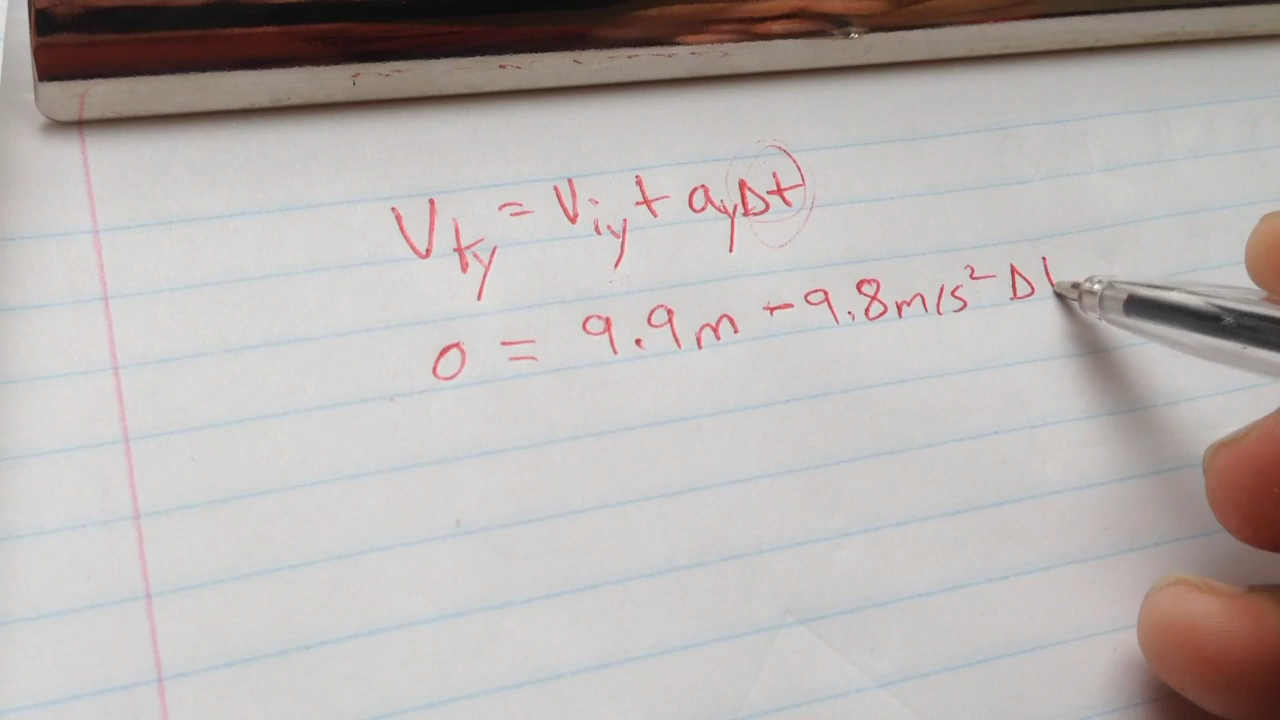 Vfy = Viy + ayΔt
0 = 9.9m - 9.8m/s² Δ